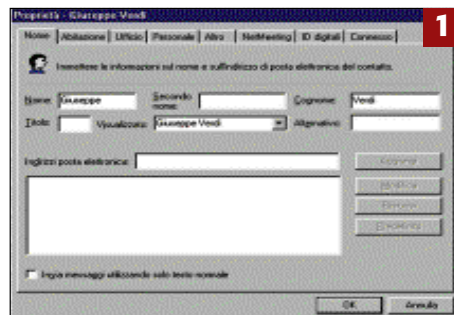 Proprietà - Giuseppe Verdi
1
Nome Abitazione Ufficio Personale Altro NetMeeting ID digitali Connesso
Immettere le informazioni sul nome e sull'indirizzo di posta elettronica del contatto.
Nome: Giuseppe Secondo nome: Cognome: Verdi
Titolo: Visualizzato: Giuseppe Verdi Alternativo:
Indirizzi posta elettronica: Aggiungi
Modifica
Rimuovi
Predefinito
Invia messaggi utilizzando solo testo normale
OK Annulla